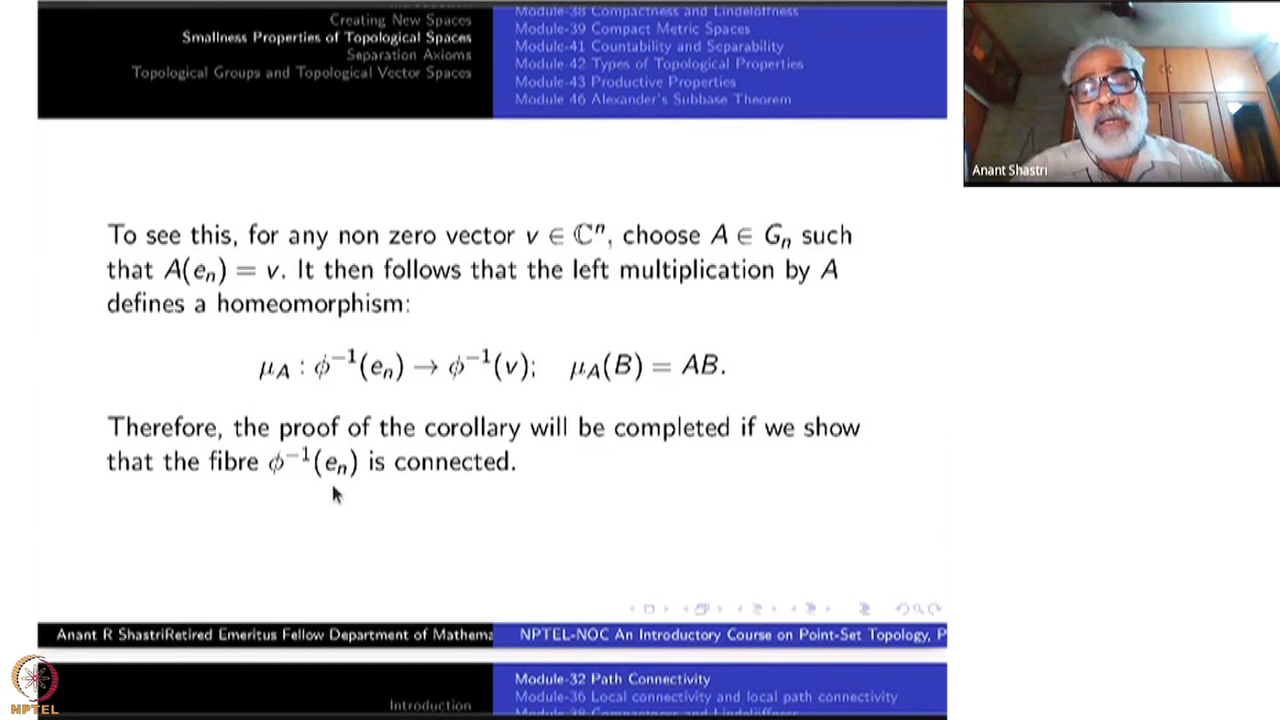 Creating New Spaces
Smallness Properties of Topological Spaces
Separation Axioms
Topological Groups and Topological Vector Spaces
Module-38 Compactness and Lindelöfness
Module-39 Compact Metric Spaces
Module-41 Countability and Separability
Module-42 Types of Topological Properties
Module-43 Productive Properties
Module 46 Alexander's Subbase Theorem
Anant Shastri
To see this, for any non zero vector v ∈ ℂⁿ, choose A ∈ Gₙ such
that A(eₙ) = v. It then follows that the left multiplication by A
defines a homeomorphism:
μ_A : ϕ⁻¹(eₙ) → ϕ⁻¹(v); μ_A(B) = AB.
Therefore, the proof of the corollary will be completed if we show
that the fibre ϕ⁻¹(eₙ) is connected.
Anant R ShastriRetired Emeritus Fellow Department of Mathema
NPTEL-NOC An Introductory Course on Point-Set Topology, P
NPTEL
Introduction
Module-32 Path Connectivity
Module-36 Local connectivity and local path connectivity